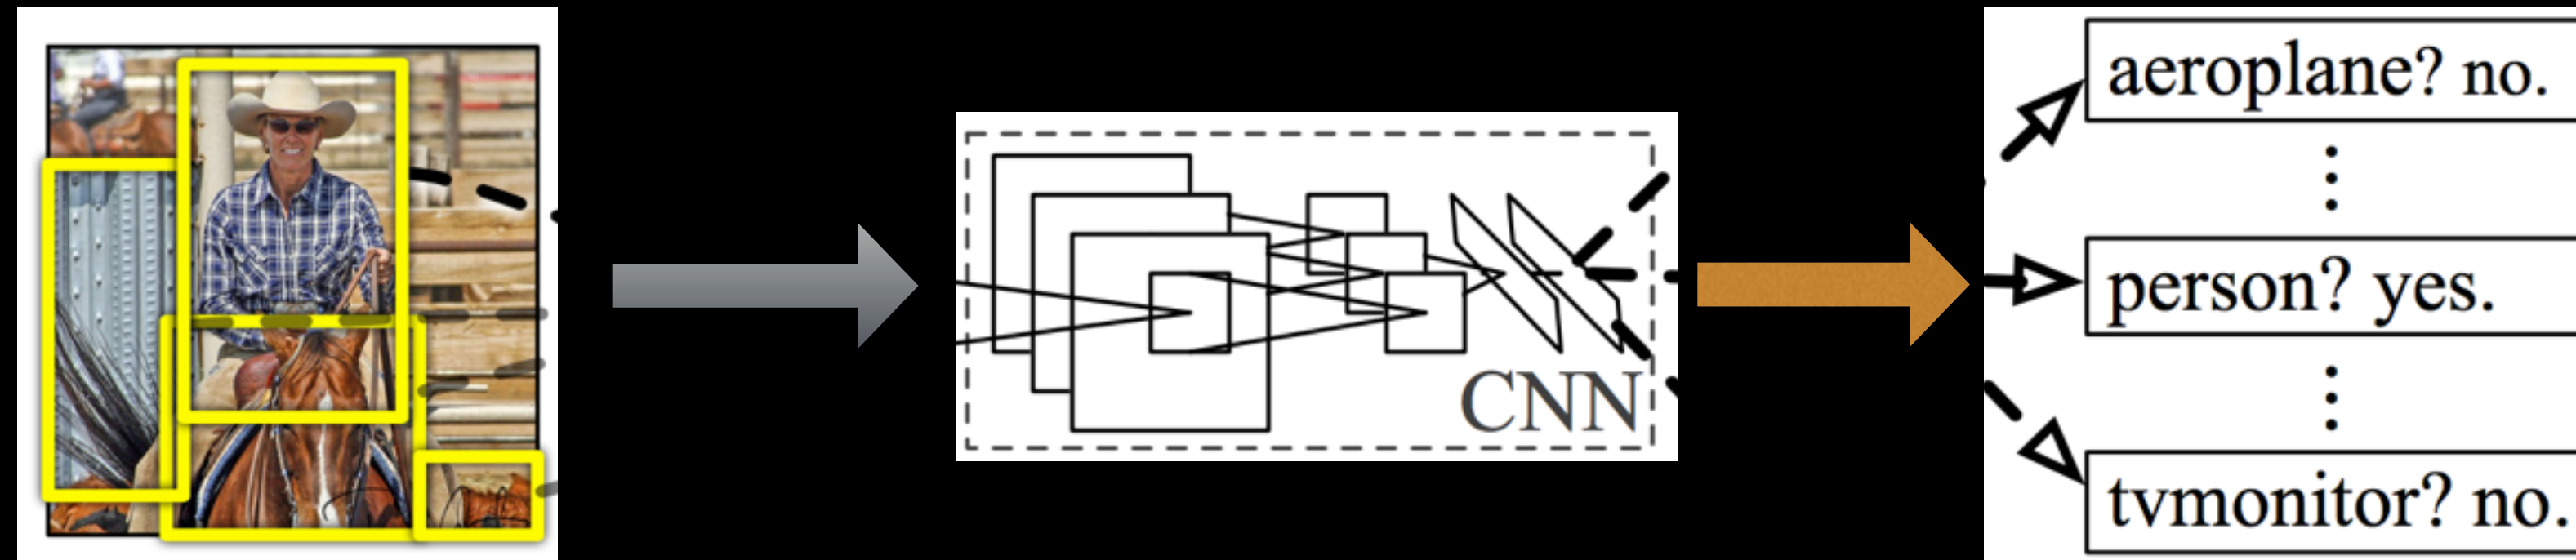 CNN
aeroplane? no.
person? yes.
tvmonitor? no.